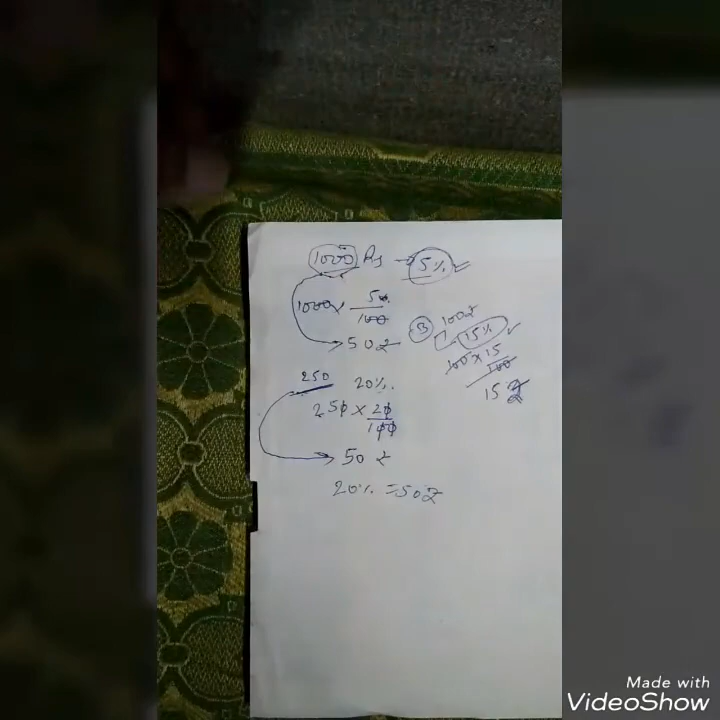 1000 Rs → 5%
1000 × 5/100
→ 50₹
250 20%
250 × 20/100
→ 50 ₹
20% = 50₹
③ 100₹
15%
100 × 15/100
15 ₹
Made with
VideoShow